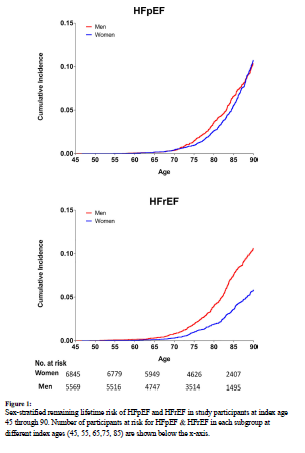 HFpEF
0.15
Men
Women
0.10
Cumulative Incidence
0.05
0.00
45 50 55 60 65 70 75 80 85 90
Age
HFrEF
0.15
Men
Women
0.10
Cumulative Incidence
0.05
0.00
45 50 55 60 65 70 75 80 85 90
Age
No. at risk
Women 6845 6779 5949 4626 2407
Men 5569 5516 4747 3514 1495
Figure 1:
Sex-stratified remaining lifetime risk of HFpEF and HFrEF in study participants at index age
45 through 90. Number of participants at risk for HFpEF & HFrEF in each subgroup at
different index ages (45, 55, 65,75, 85) are shown below the x-axis.